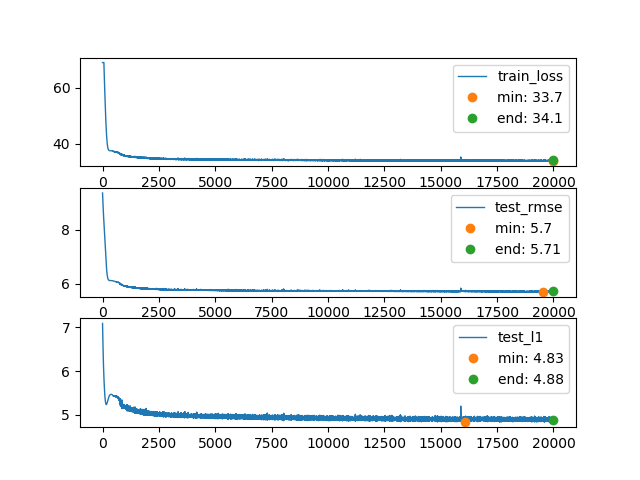 train_loss
min: 33.7
end: 34.1
60
40
0 2500 5000 7500 10000 12500 15000 17500 20000
test_rmse
min: 5.7
end: 5.71
8
6
0 2500 5000 7500 10000 12500 15000 17500 20000
test_l1
min: 4.83
end: 4.88
7
6
5
0 2500 5000 7500 10000 12500 15000 17500 20000